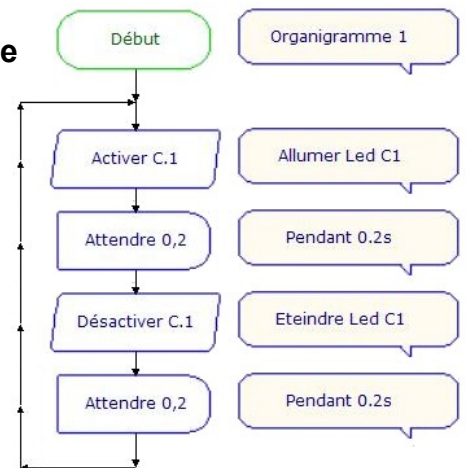 e
Début
Organigramme 1
Activer C.1
Allumer Led C1
Attendre 0,2
Pendant 0.2s
Désactiver C.1
Eteindre Led C1
Attendre 0,2
Pendant 0.2s